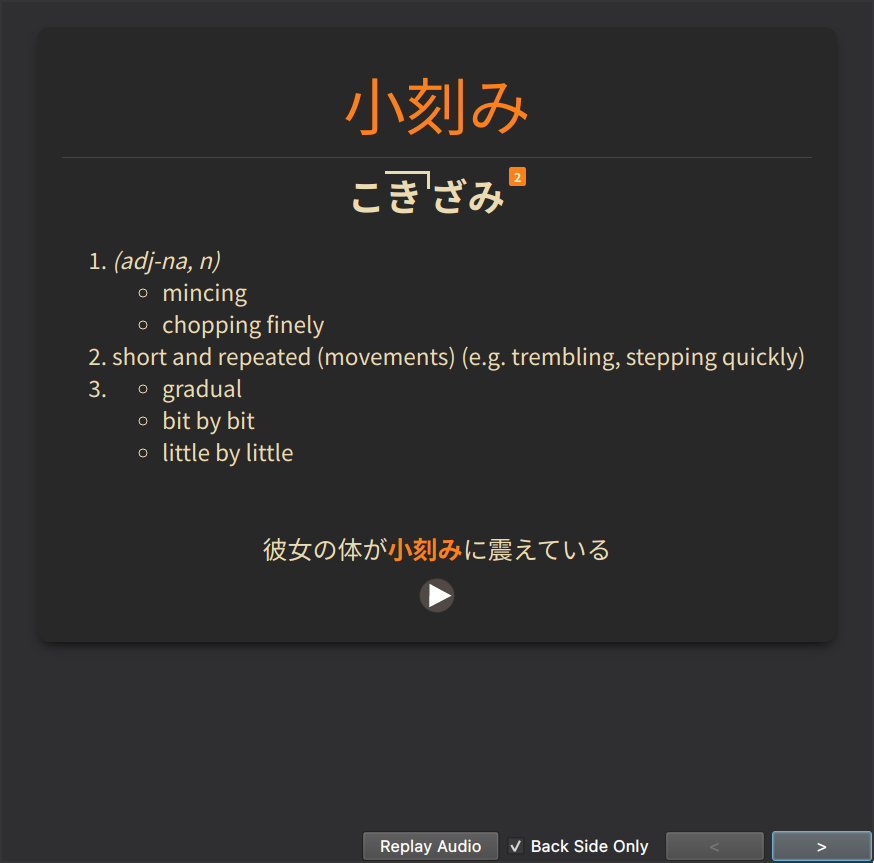 小刻み
こきざみ 2
1. (adj-na, n)
mincing
chopping finely
2. short and repeated (movements) (e.g. trembling, stepping quickly)
3. gradual
bit by bit
little by little
彼女の体が小刻みに震えている
Replay Audio ✓ Back Side Only < >